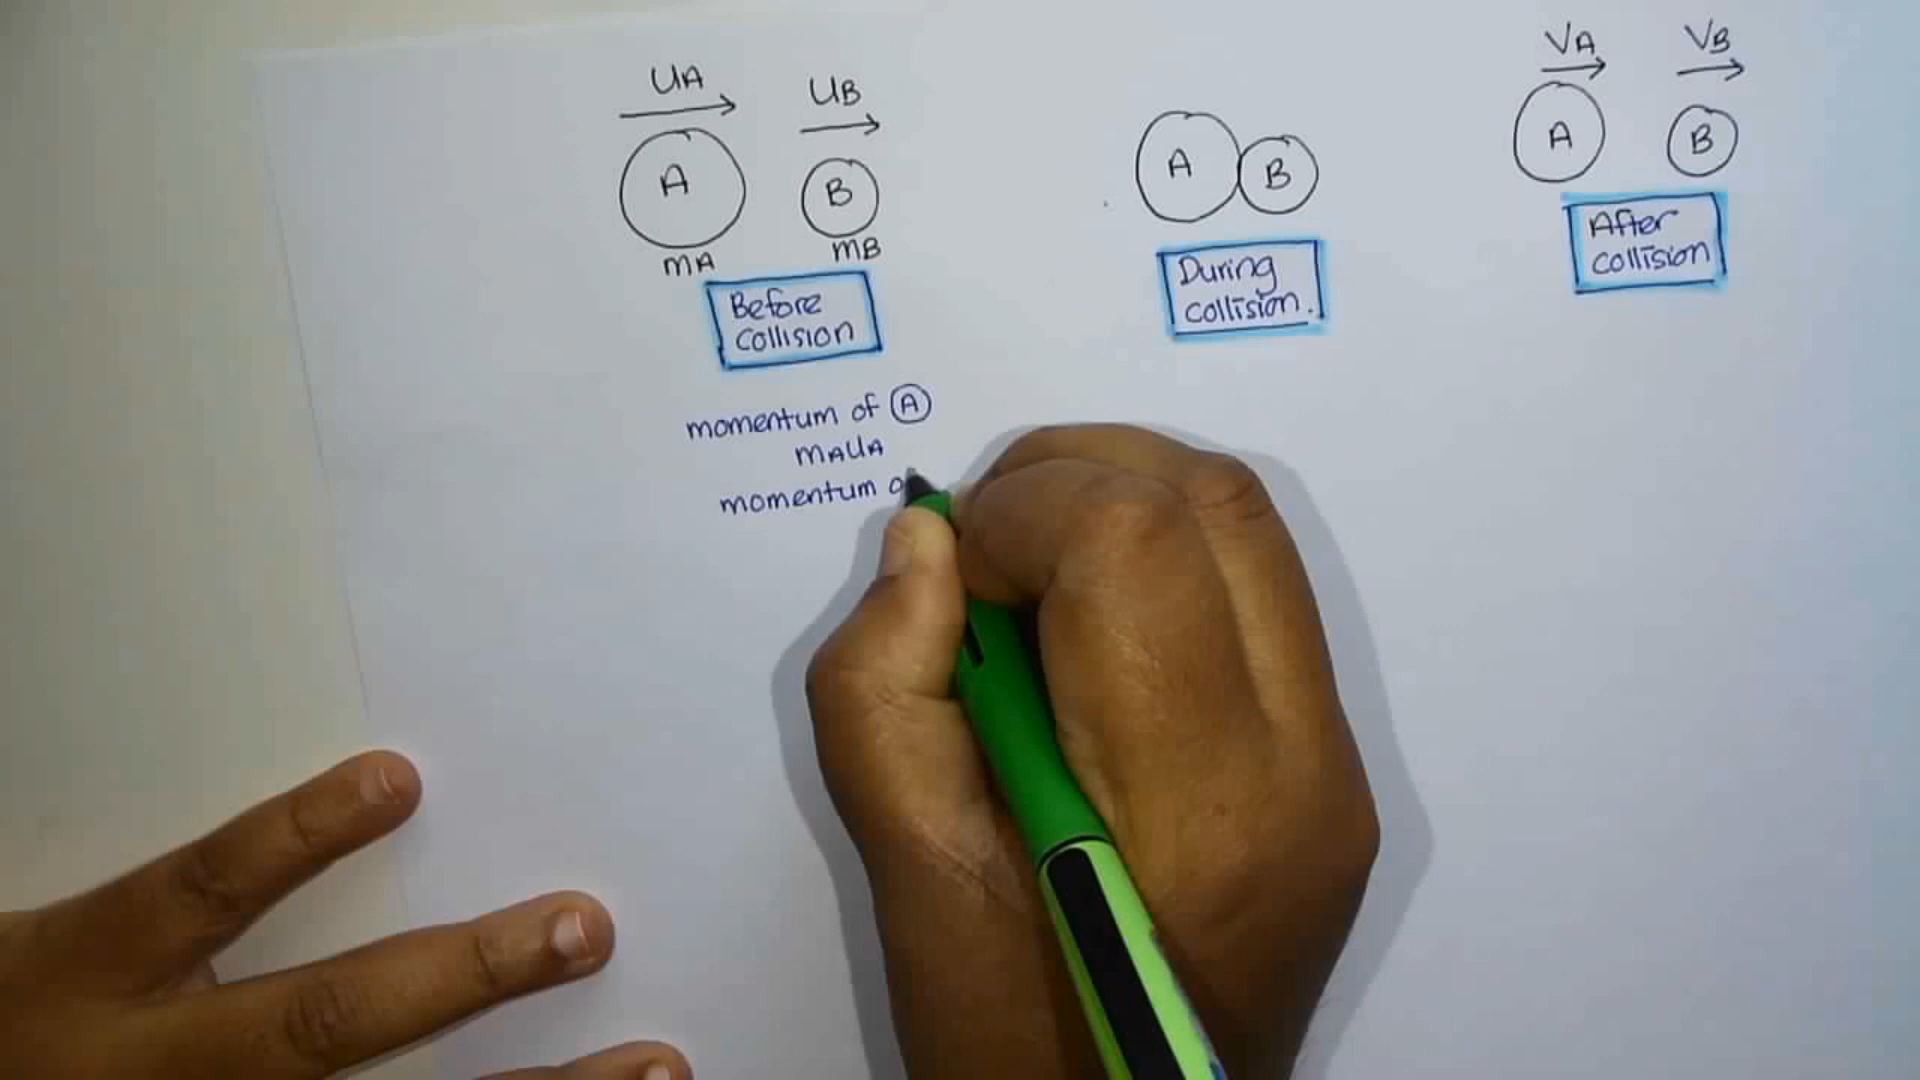 UA
UB
A
B
mA
mB
Before
collision
A
B
During
collision.
VA
VB
A
B
After
collision
momentum of A
mAUA
momentum o